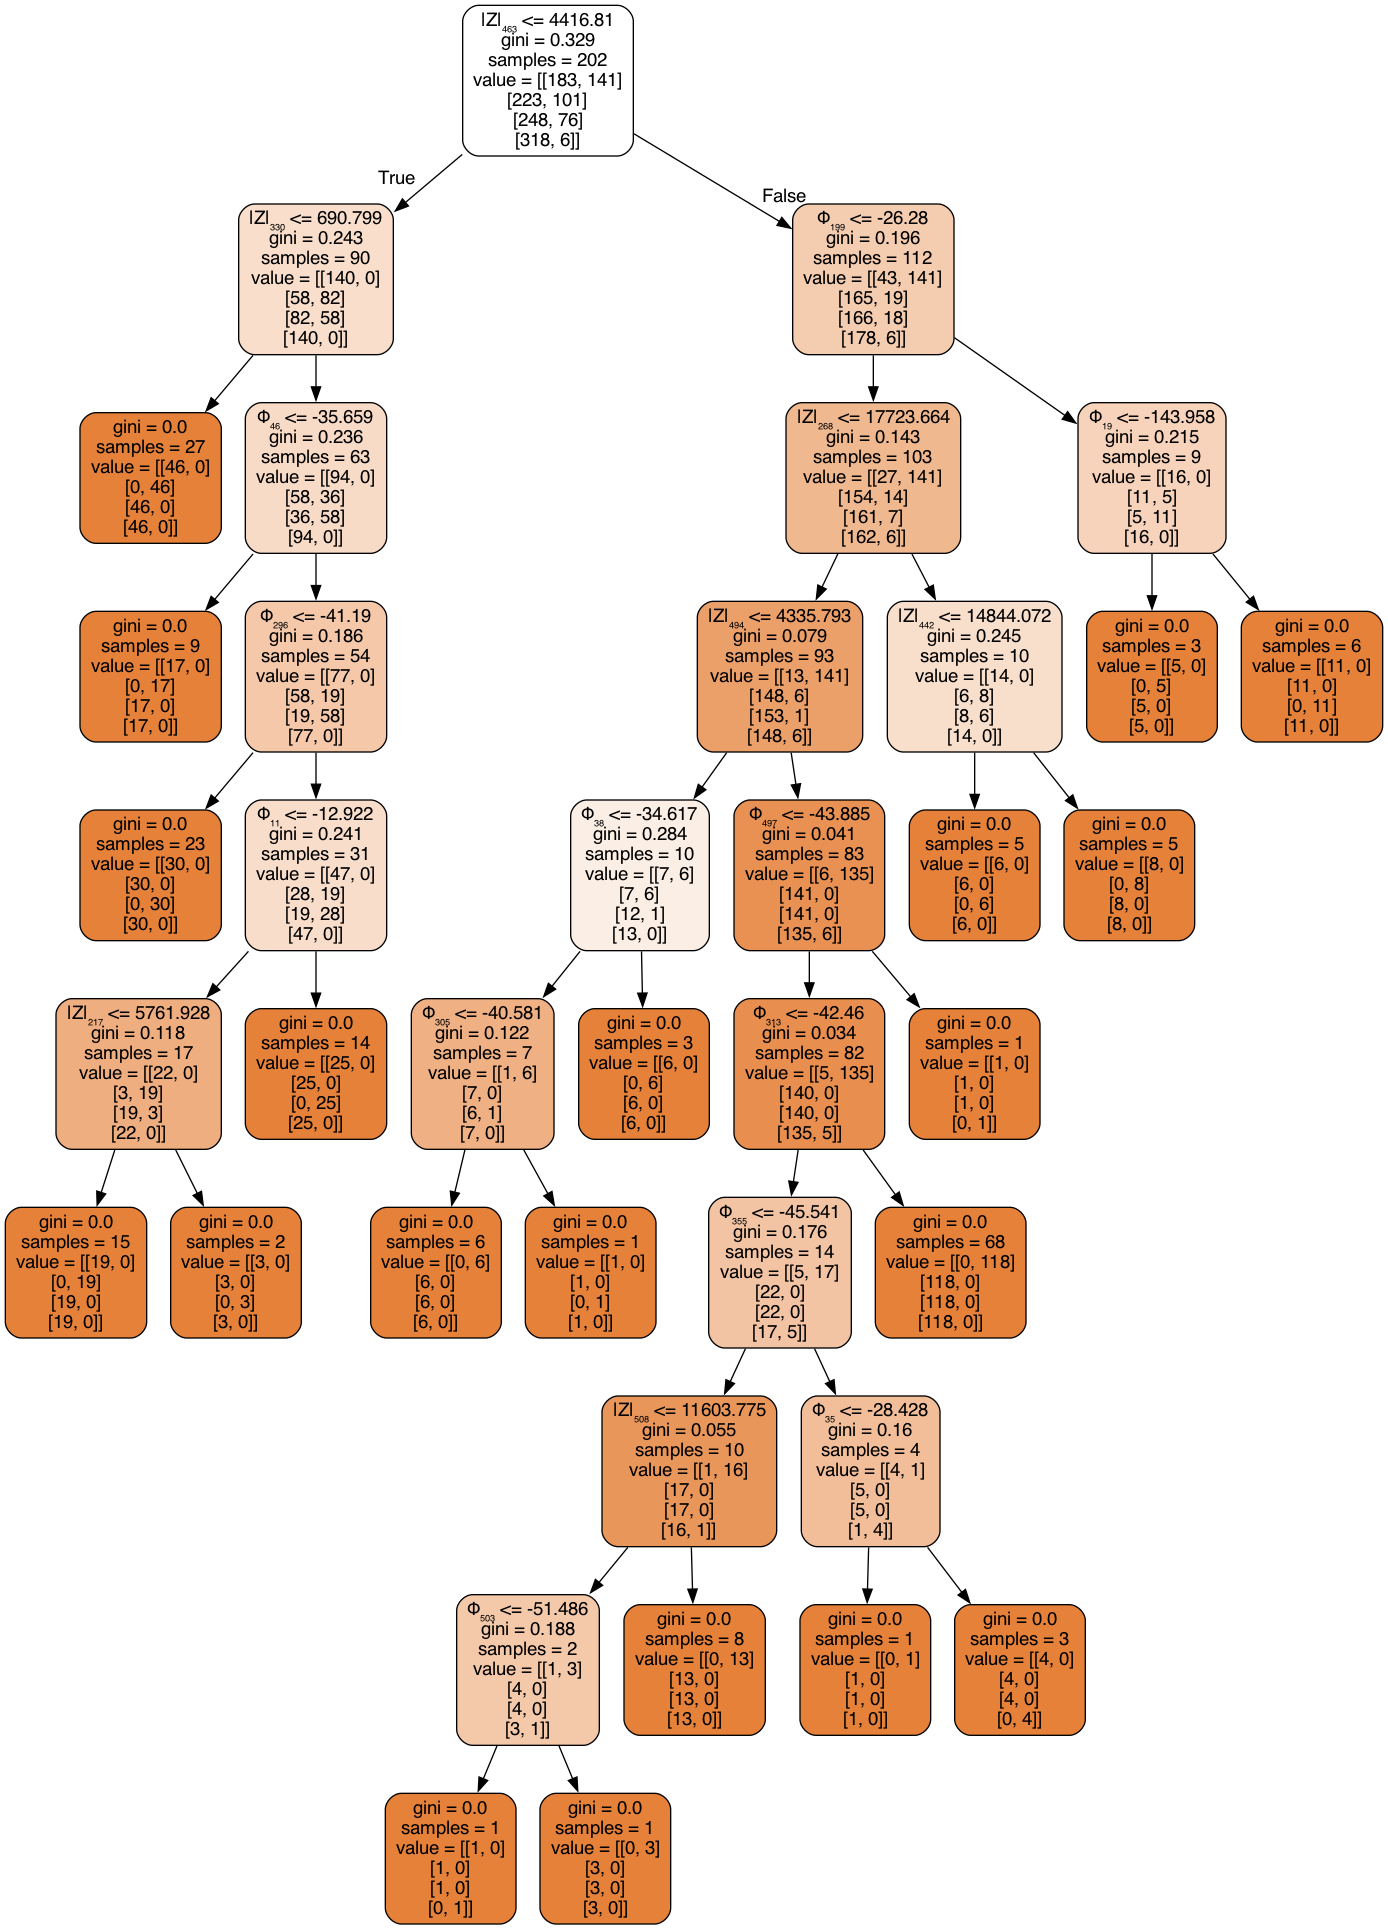 |Z|₄₆₃ <= 4416.81
gini = 0.329
samples = 202
value = [[183, 141]
[223, 101]
[248, 76]
[318, 6]]
True
False
|Z|₃₃₀ <= 690.799
gini = 0.243
samples = 90
value = [[140, 0]
[58, 82]
[82, 58]
[140, 0]]
Φ₁₉₉ <= -26.28
gini = 0.196
samples = 112
value = [[43, 141]
[165, 19]
[166, 18]
[178, 6]]
gini = 0.0
samples = 27
value = [[46, 0]
[0, 46]
[46, 0]
[46, 0]]
Φ₄₆ <= -35.659
gini = 0.236
samples = 63
value = [[94, 0]
[58, 36]
[36, 58]
[94, 0]]
|Z|₂₆₈ <= 17723.664
gini = 0.143
samples = 103
value = [[27, 141]
[154, 14]
[161, 7]
[162, 6]]
Φ₁₉ <= -143.958
gini = 0.215
samples = 9
value = [[16, 0]
[11, 5]
[5, 11]
[16, 0]]
gini = 0.0
samples = 9
value = [[17, 0]
[0, 17]
[17, 0]
[17, 0]]
Φ₂₉₆ <= -41.19
gini = 0.186
samples = 54
value = [[77, 0]
[58, 19]
[19, 58]
[77, 0]]
|Z|₄₉₄ <= 4335.793
gini = 0.079
samples = 93
value = [[13, 141]
[148, 6]
[153, 1]
[148, 6]]
|Z|₄₄₂ <= 14844.072
gini = 0.245
samples = 10
value = [[14, 0]
[6, 8]
[8, 6]
[14, 0]]
gini = 0.0
samples = 3
value = [[5, 0]
[0, 5]
[5, 0]
[5, 0]]
gini = 0.0
samples = 6
value = [[11, 0]
[11, 0]
[0, 11]
[11, 0]]
gini = 0.0
samples = 23
value = [[30, 0]
[30, 0]
[0, 30]
[30, 0]]
Φ₁₁ <= -12.922
gini = 0.241
samples = 31
value = [[47, 0]
[28, 19]
[19, 28]
[47, 0]]
Φ₃₈ <= -34.617
gini = 0.284
samples = 10
value = [[7, 6]
[7, 6]
[12, 1]
[13, 0]]
Φ₄₉₇ <= -43.885
gini = 0.041
samples = 83
value = [[6, 135]
[141, 0]
[141, 0]
[135, 6]]
gini = 0.0
samples = 5
value = [[6, 0]
[6, 0]
[0, 6]
[6, 0]]
gini = 0.0
samples = 5
value = [[8, 0]
[0, 8]
[8, 0]
[8, 0]]
|Z|₂₁₇ <= 5761.928
gini = 0.118
samples = 17
value = [[22, 0]
[3, 19]
[19, 3]
[22, 0]]
gini = 0.0
samples = 14
value = [[25, 0]
[25, 0]
[0, 25]
[25, 0]]
Φ₃₀₅ <= -40.581
gini = 0.122
samples = 7
value = [[1, 6]
[7, 0]
[6, 1]
[7, 0]]
gini = 0.0
samples = 3
value = [[6, 0]
[0, 6]
[6, 0]
[6, 0]]
Φ₃₁₃ <= -42.46
gini = 0.034
samples = 82
value = [[5, 135]
[140, 0]
[140, 0]
[135, 5]]
gini = 0.0
samples = 1
value = [[1, 0]
[1, 0]
[1, 0]
[0, 1]]
gini = 0.0
samples = 15
value = [[19, 0]
[0, 19]
[19, 0]
[19, 0]]
gini = 0.0
samples = 2
value = [[3, 0]
[3, 0]
[0, 3]
[3, 0]]
gini = 0.0
samples = 6
value = [[0, 6]
[6, 0]
[6, 0]
[6, 0]]
gini = 0.0
samples = 1
value = [[1, 0]
[1, 0]
[0, 1]
[1, 0]]
Φ₃₅₅ <= -45.541
gini = 0.176
samples = 14
value = [[5, 17]
[22, 0]
[22, 0]
[17, 5]]
gini = 0.0
samples = 68
value = [[0, 118]
[118, 0]
[118, 0]
[118, 0]]
|Z|₅₀₈ <= 11603.775
gini = 0.055
samples = 10
value = [[1, 16]
[17, 0]
[17, 0]
[16, 1]]
Φ₃₅ <= -28.428
gini = 0.16
samples = 4
value = [[4, 1]
[5, 0]
[5, 0]
[1, 4]]
Φ₅₀₃ <= -51.486
gini = 0.188
samples = 2
value = [[1, 3]
[4, 0]
[4, 0]
[3, 1]]
gini = 0.0
samples = 8
value = [[0, 13]
[13, 0]
[13, 0]
[13, 0]]
gini = 0.0
samples = 1
value = [[0, 1]
[1, 0]
[1, 0]
[1, 0]]
gini = 0.0
samples = 3
value = [[4, 0]
[4, 0]
[4, 0]
[0, 4]]
gini = 0.0
samples = 1
value = [[1, 0]
[1, 0]
[1, 0]
[0, 1]]
gini = 0.0
samples = 1
value = [[0, 3]
[3, 0]
[3, 0]
[3, 0]]